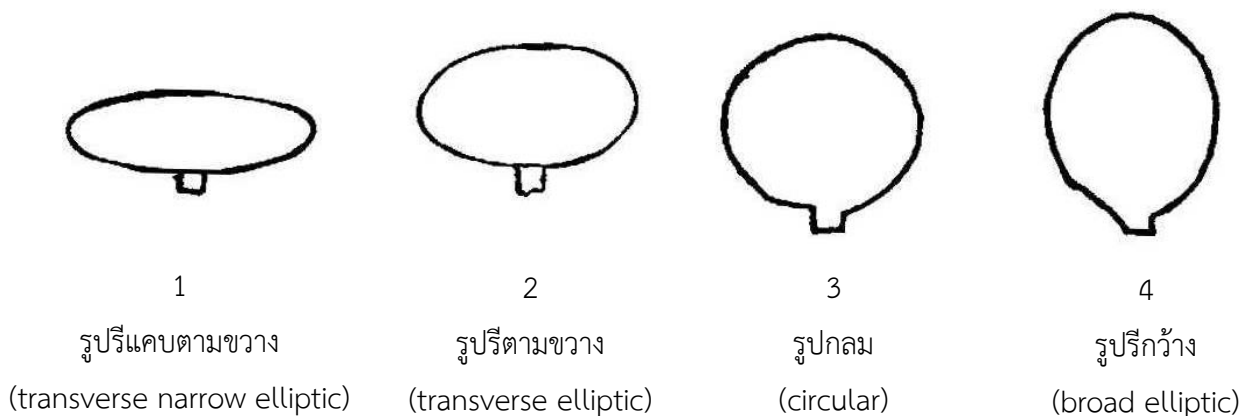 1 2 3 4
รูปรีแคบตามขวาง รูปรีตามขวาง รูปกลม รูปรีกว้าง
(transverse narrow elliptic) (transverse elliptic) (circular) (broad elliptic)